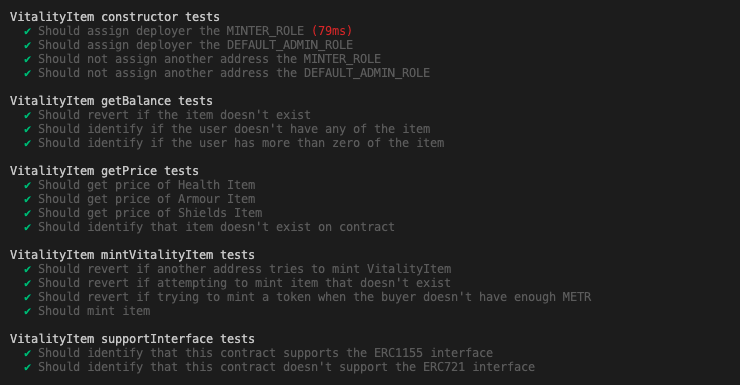 VitalityItem constructor tests
✔ Should assign deployer the MINTER_ROLE (79ms)
✔ Should assign deployer the DEFAULT_ADMIN_ROLE
✔ Should not assign another address the MINTER_ROLE
✔ Should not assign another address the DEFAULT_ADMIN_ROLE
VitalityItem getBalance tests
✔ Should revert if the item doesn't exist
✔ Should identify if the user doesn't have any of the item
✔ Should identify if the user has more than zero of the item
VitalityItem getPrice tests
✔ Should get price of Health Item
✔ Should get price of Armour Item
✔ Should get price of Shields Item
✔ Should identify that item doesn't exist on contract
VitalityItem mintVitalityItem tests
✔ Should revert if another address tries to mint VitalityItem
✔ Should revert if attempting to mint item that doesn't exist
✔ Should revert if trying to mint a token when the buyer doesn't have enough METR
✔ Should mint item
VitalityItem supportInterface tests
✔ Should identify that this contract supports the ERC1155 interface
✔ Should identify that this contract doesn't support the ERC721 interface